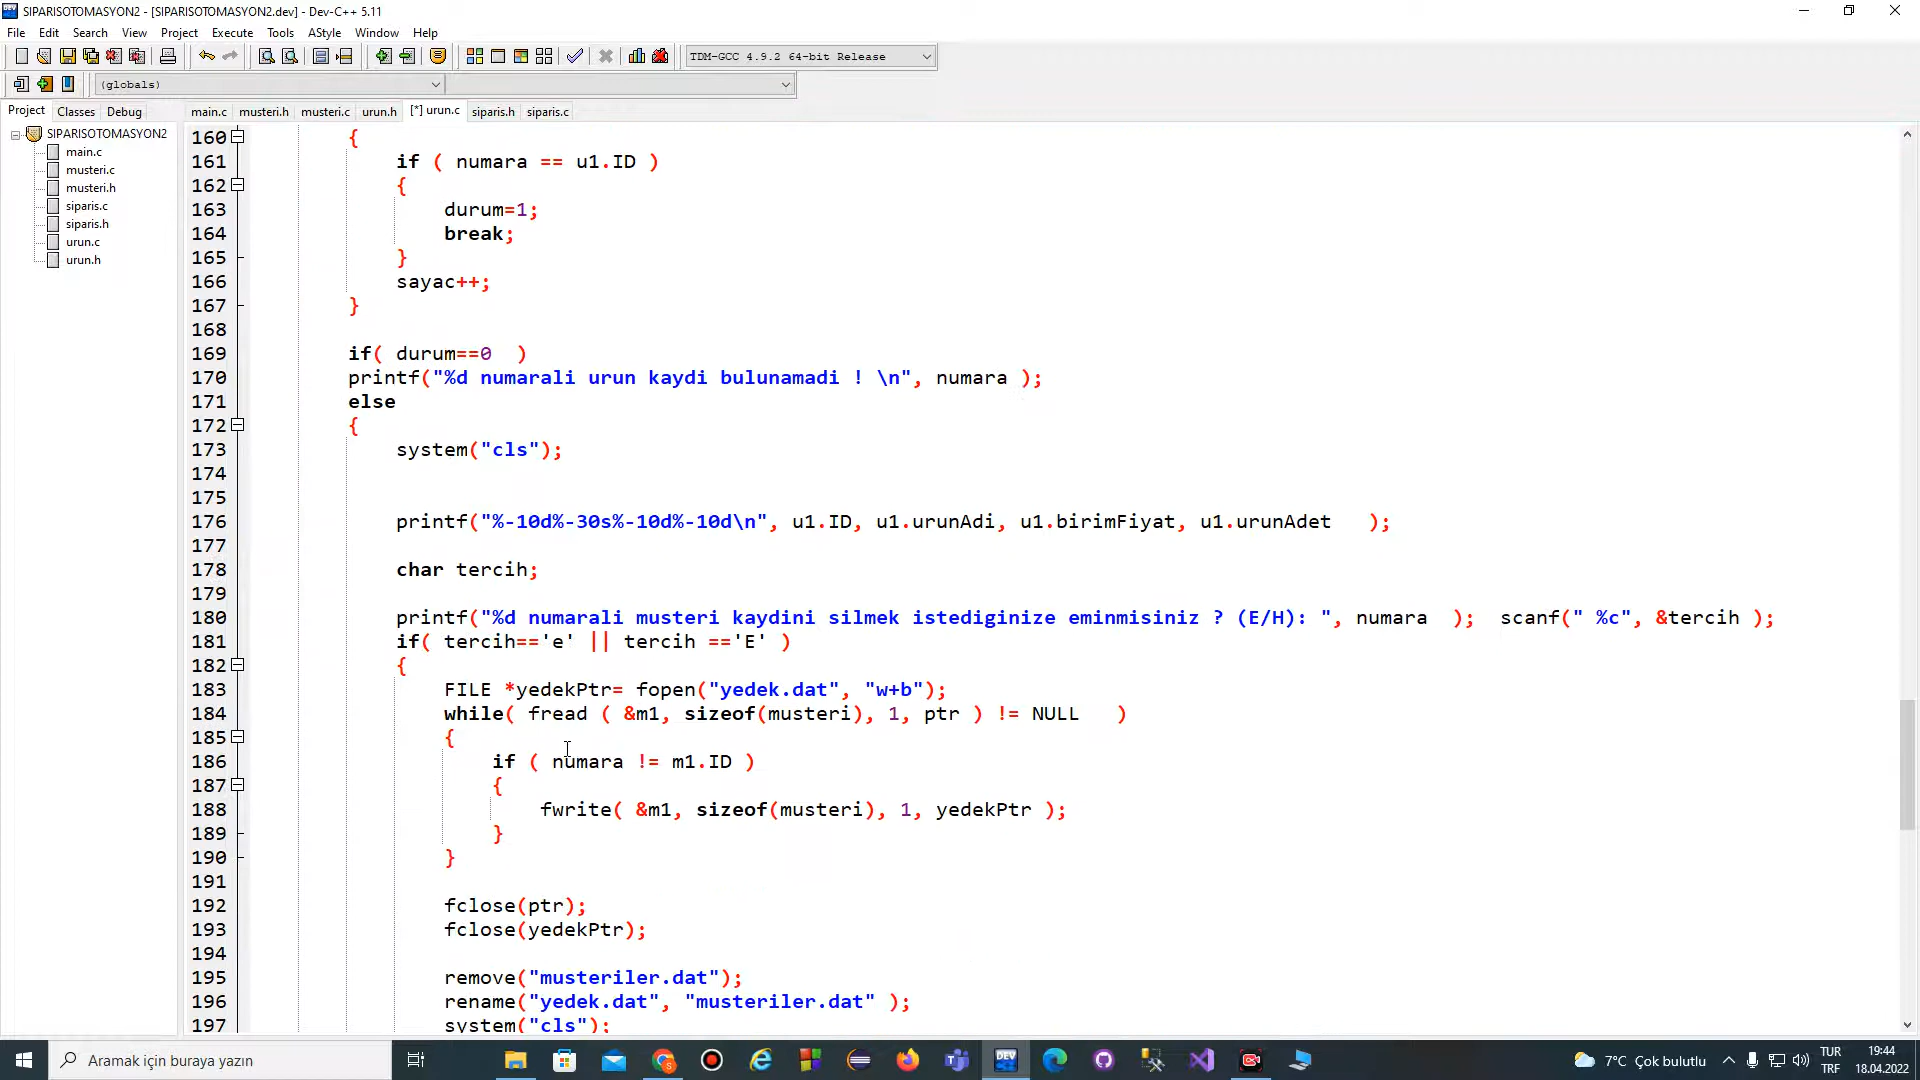 SIPARISOTOMASYON2 - [SIPARISOTOMASYON2.dev] - Dev-C++ 5.11
File Edit Search View Project Execute Tools AStyle Window Help
TDM-GCC 4.9.2 64-bit Release
(globals)
Project Classes Debug
main.c musteri.h musteri.c urun.h [*] urun.c siparis.h siparis.c
SIPARISOTOMASYON2
main.c
musteri.c
musteri.h
siparis.c
siparis.h
urun.c
urun.h
160 {
161 if ( numara == u1.ID )
162 {
163 durum=1;
164 break;
165 }
166 sayac++;
167 }
168
169 if( durum==0 )
170 printf("%d numarali urun kaydi bulunamadi ! \n", numara );
171 else
172 {
173 system("cls");
174
175
176 printf("%-10d%-30s%-10d%-10d\n", u1.ID, u1.urunAdi, u1.birimFiyat, u1.urunAdet );
177
178 char tercih;
179
180 printf("%d numarali musteri kaydini silmek istediginize eminmisiniz ? (E/H): ", numara ); scanf(" %c", &tercih );
181 if( tercih=='e' || tercih =='E' )
182 {
183 FILE *yedekPtr= fopen("yedek.dat", "w+b");
184 while( fread ( &m1, sizeof(musteri), 1, ptr ) != NULL )
185 {
186 if ( numara != m1.ID )
187 {
188 fwrite( &m1, sizeof(musteri), 1, yedekPtr );
189 }
190 }
191
192 fclose(ptr);
193 fclose(yedekPtr);
194
195 remove("musteriler.dat");
196 rename("yedek.dat", "musteriler.dat" );
197 system("cls");
Aramak için buraya yazın
DEV
7°C Çok bulutlu
TUR
TRF
19:44
18.04.2022